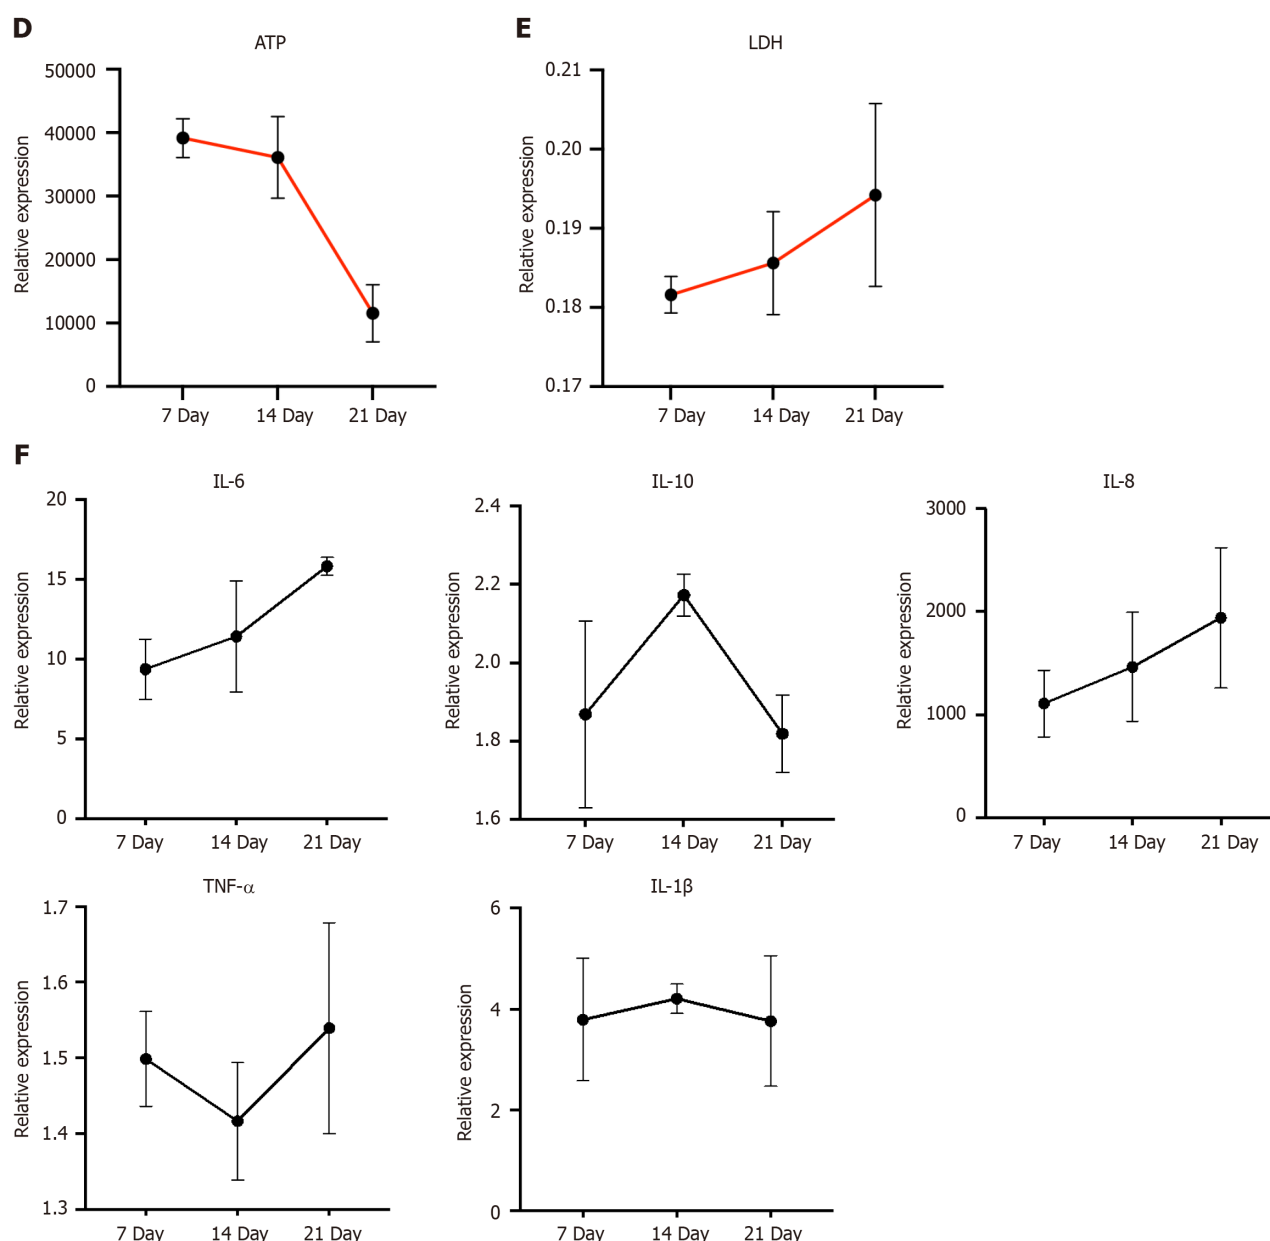 D
ATP
Relative expression
50000
40000
30000
20000
10000
0
7 Day 14 Day 21 Day
E
LDH
Relative expression
0.21
0.20
0.19
0.18
0.17
7 Day 14 Day 21 Day
F
IL-6
Relative expression
20
15
10
5
0
7 Day 14 Day 21 Day
IL-10
Relative expression
2.4
2.2
2.0
1.8
1.6
7 Day 14 Day 21 Day
IL-8
Relative expression
3000
2000
1000
0
7 Day 14 Day 21 Day
TNF-α
Relative expression
1.7
1.6
1.5
1.4
1.3
7 Day 14 Day 21 Day
IL-1β
Relative expression
6
4
2
0
7 Day 14 Day 21 Day